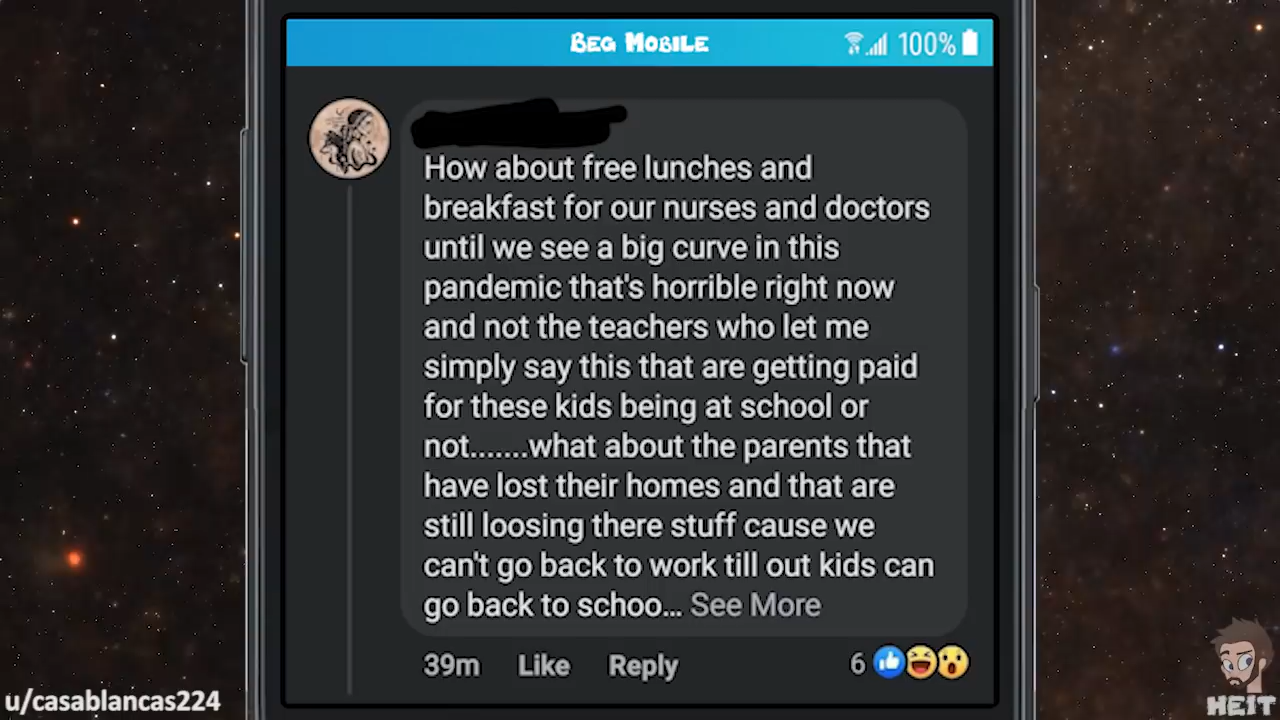 Beg Mobile
100%
How about free lunches and
breakfast for our nurses and doctors
until we see a big curve in this
pandemic that's horrible right now
and not the teachers who let me
simply say this that are getting paid
for these kids being at school or
not.......what about the parents that
have lost their homes and that are
still loosing there stuff cause we
can't go back to work till out kids can
go back to schoo... See More
39m Like Reply 6
u/casablancas224
HEIT